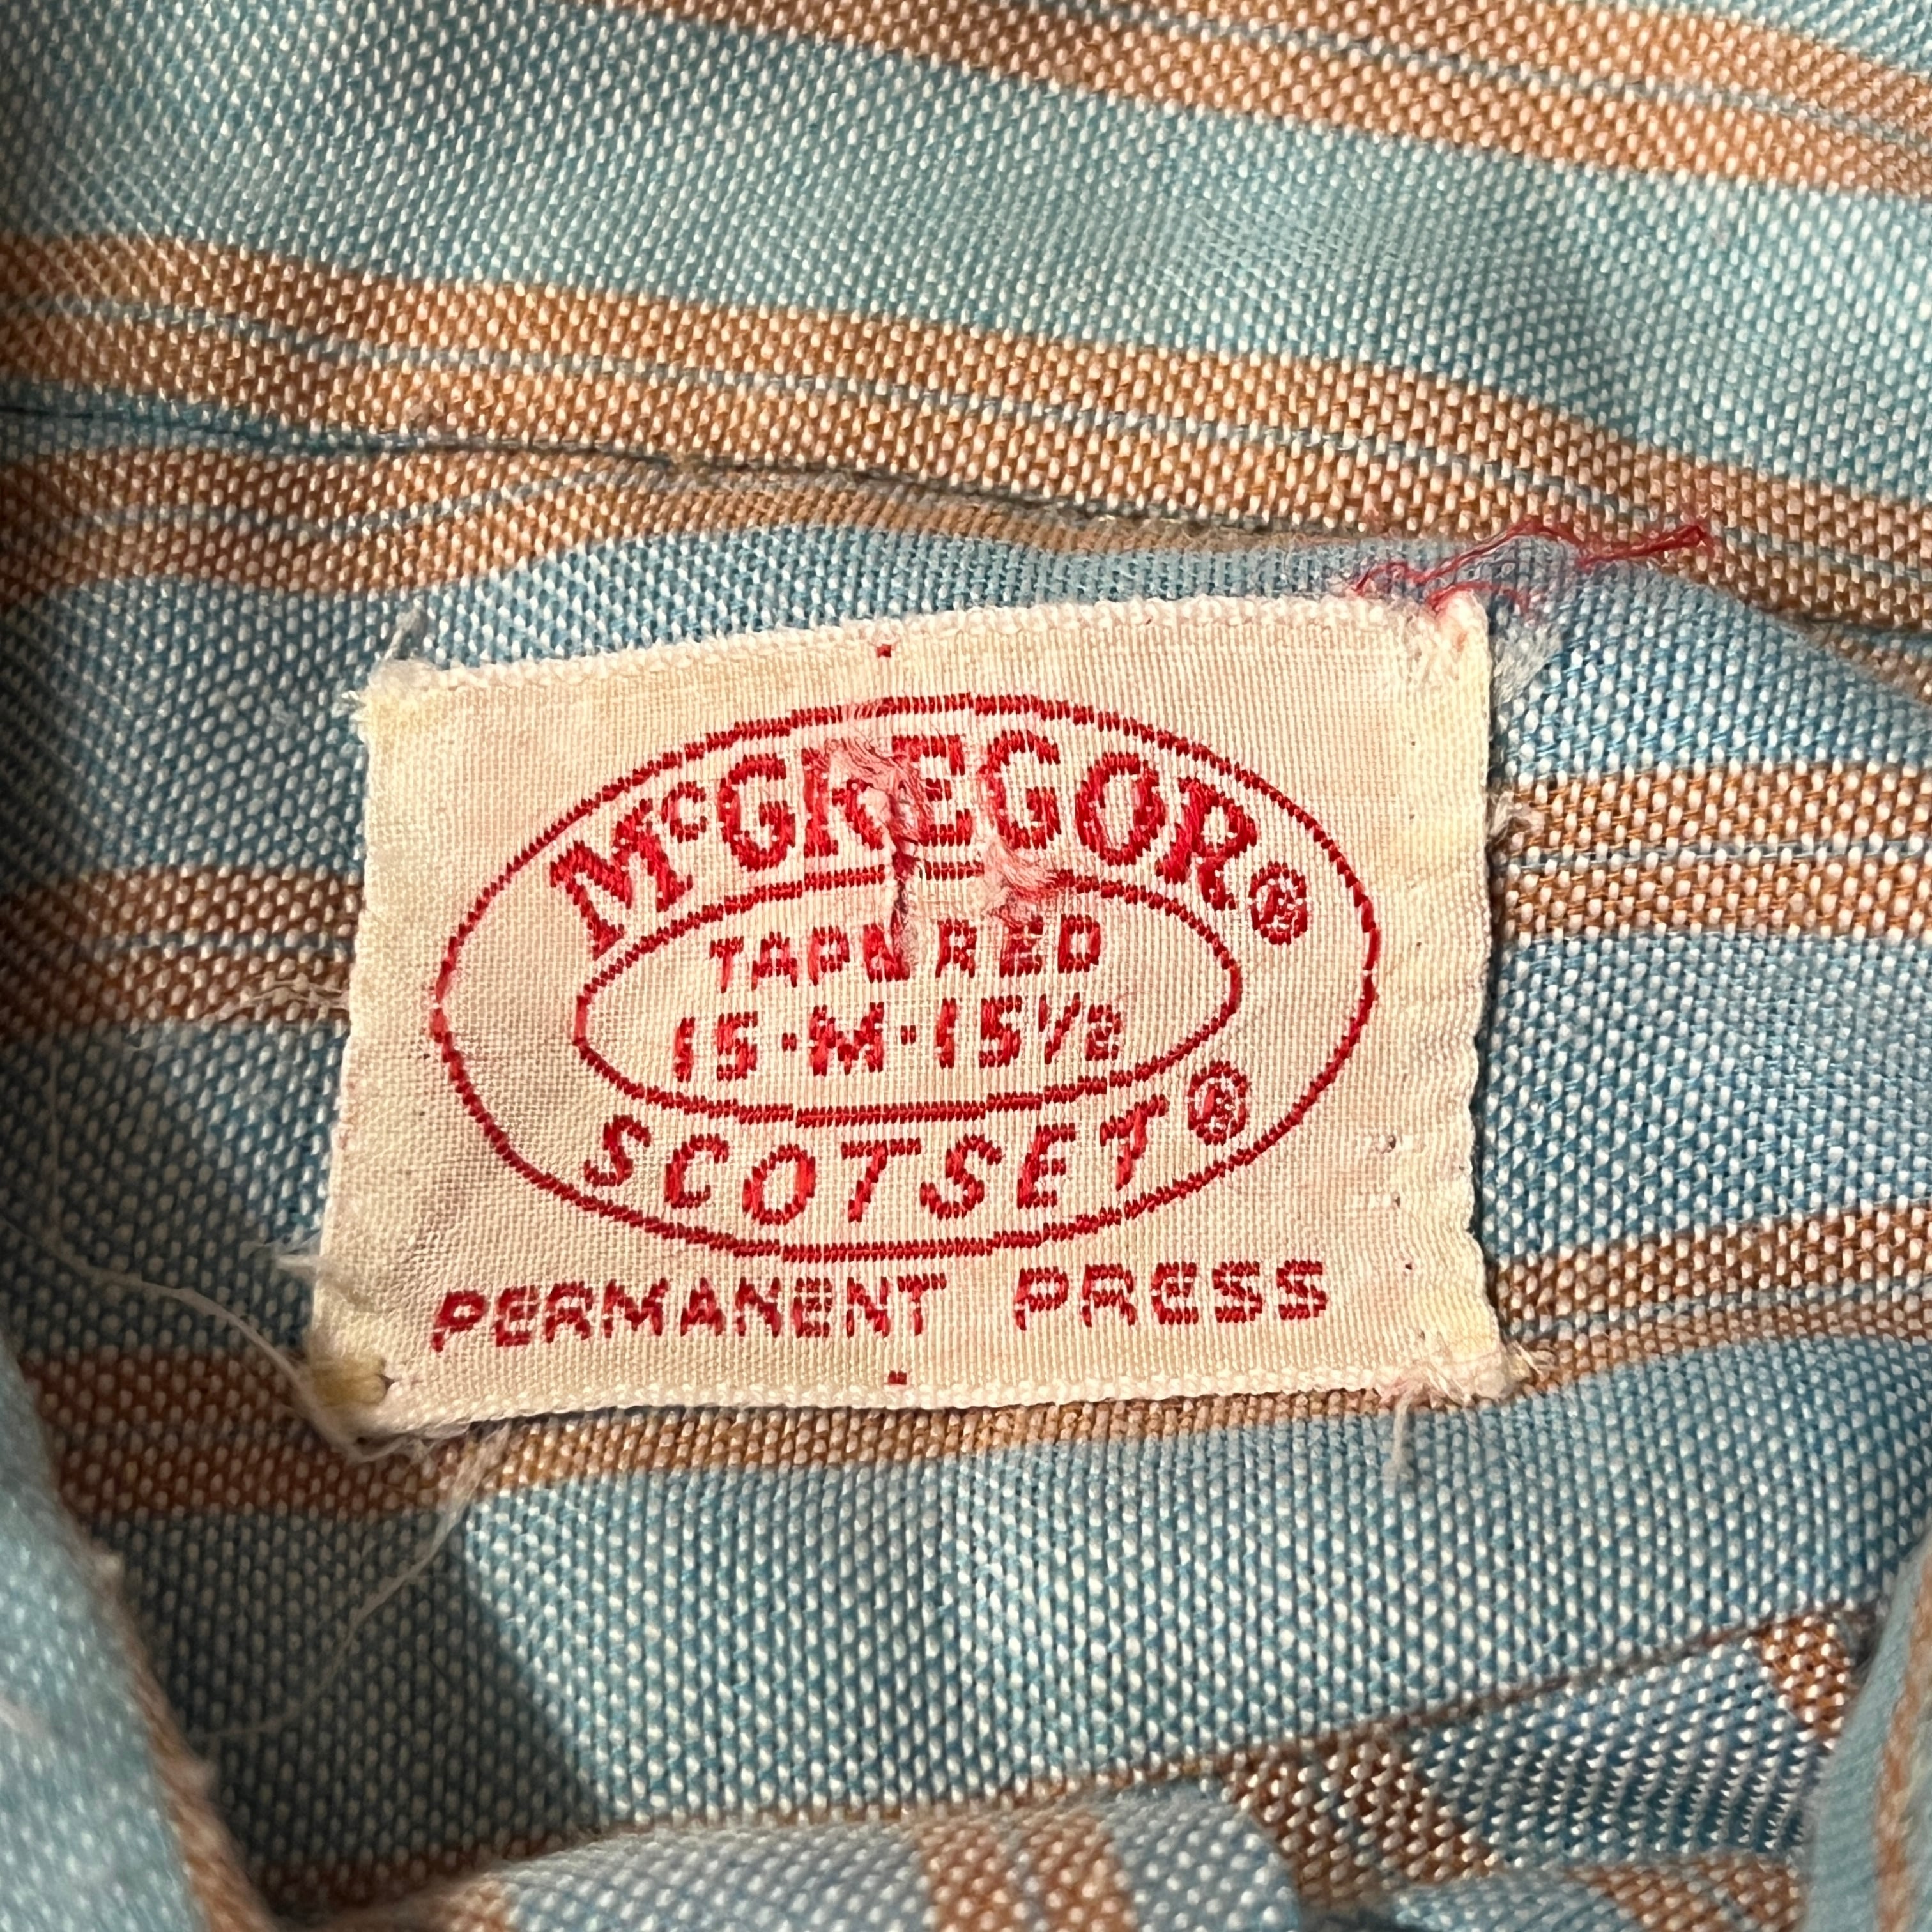 McGREGOR®
TAPERED
15·M·15½
SCOTSET®
PERMANENT PRESS